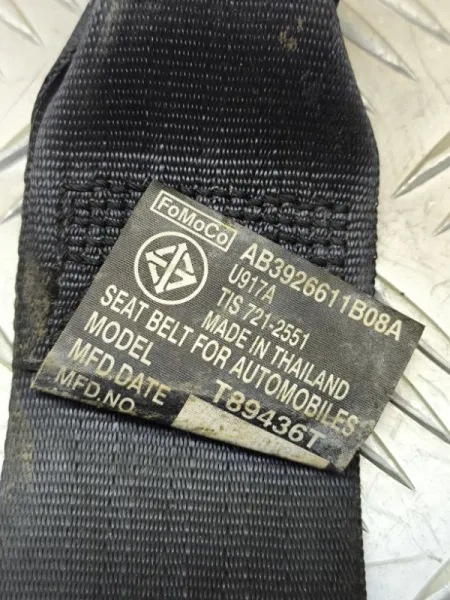 FoMoCo
AB3926611B08A
U917A
TIS 721-2551
MADE IN THAILAND
SEAT BELT FOR AUTOMOBILES
MODEL T89436T
MFD.DATE
MFD.NO